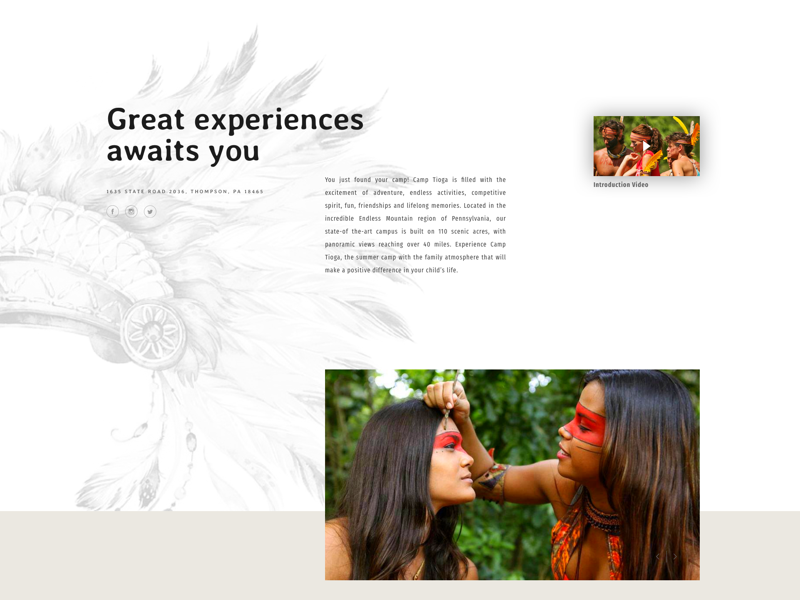 Great experiences
awaits you
1635 STATE ROAD 2036, THOMPSON, PA 18465
You just found your camp! Camp Tioga is filled with the
excitement of adventure, endless activities, competitive
spirit, fun, friendships and lifelong memories. Located in the
incredible Endless Mountain region of Pennsylvania, our
state-of the-art campus is built on 110 scenic acres, with
panoramic views reaching over 40 miles. Experience Camp
Tioga, the summer camp with the family atmosphere that will
make a positive difference in your child's life.
Introduction Video